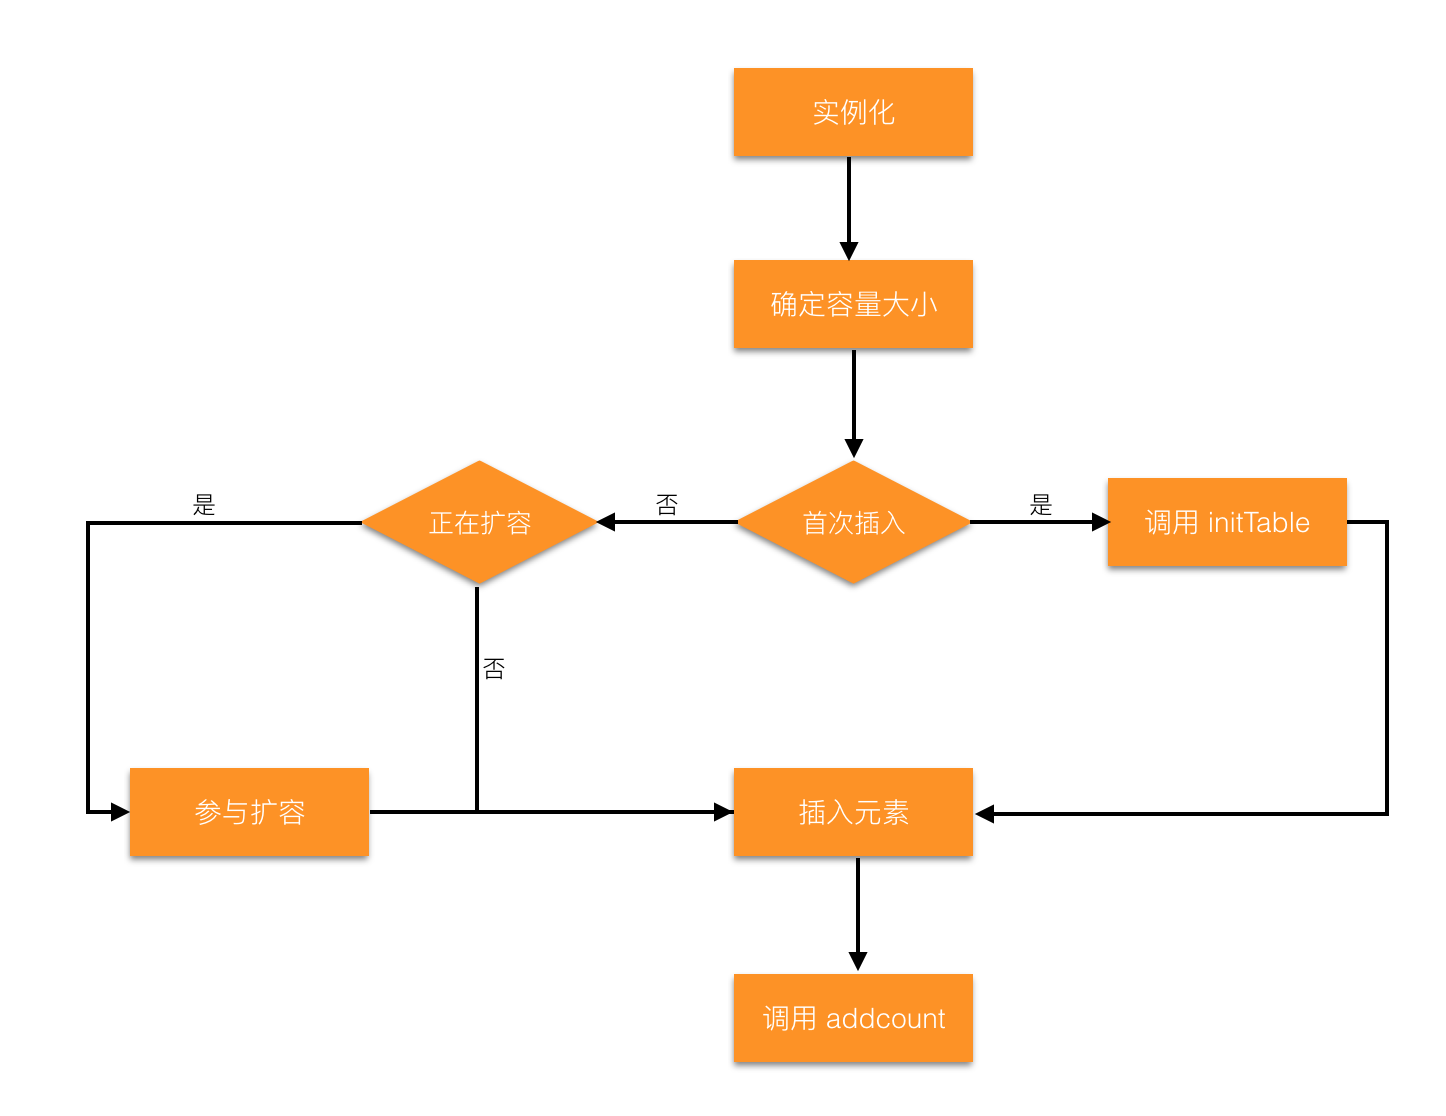 实例化
确定容量大小
是
正在扩容
否
首次插入
是
调用 initTable
否
参与扩容
插入元素
调用 addcount